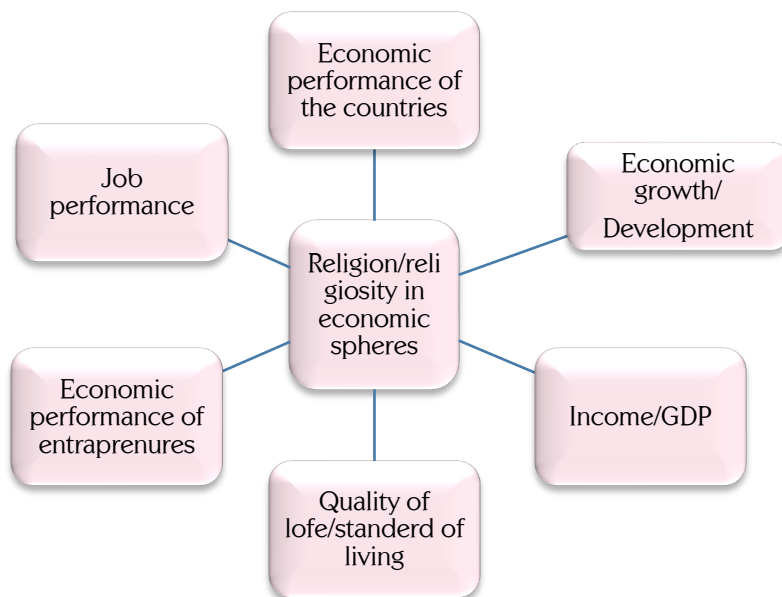 Economic
performance of
the countries
Economic
growth/
Development
Job
performance
Religion/reli
giosity in
economic
spheres
Income/GDP
Economic
performance of
entraprenures
Quality of
lofe/standerd of
living